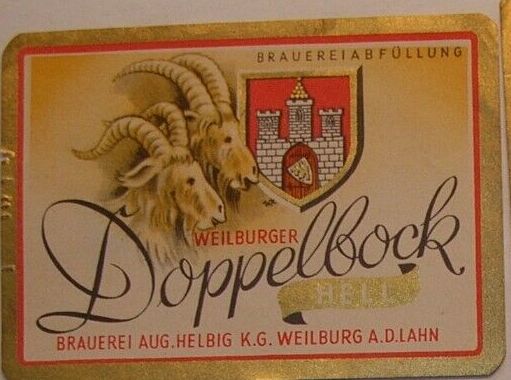 BRAUEREIABFÜLLUNG
WEILBURGER
Doppelbock
HELL
BRAUEREI AUG. HELBIG K.G. WEILBURG A.D. LAHN